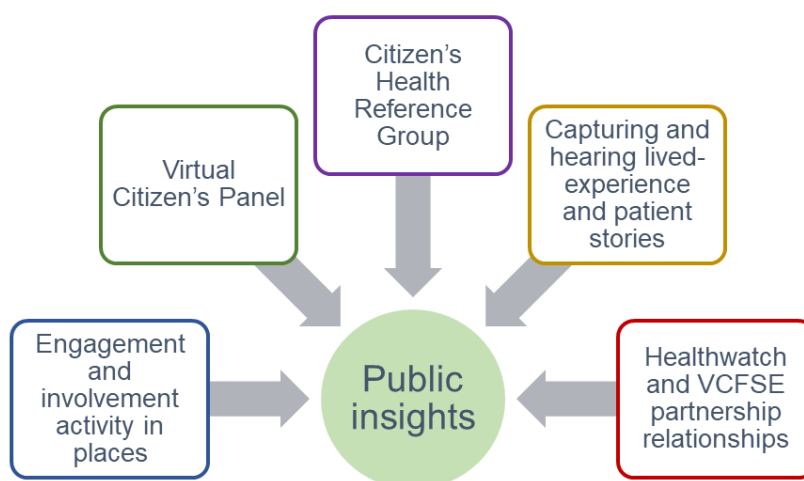 Citizen's
Health
Reference
Group
Virtual
Citizen's Panel
Capturing and
hearing lived-
experience
and patient
stories
Engagement
and
involvement
activity in
places
Public
insights
Healthwatch
and VCFSE
partnership
relationships